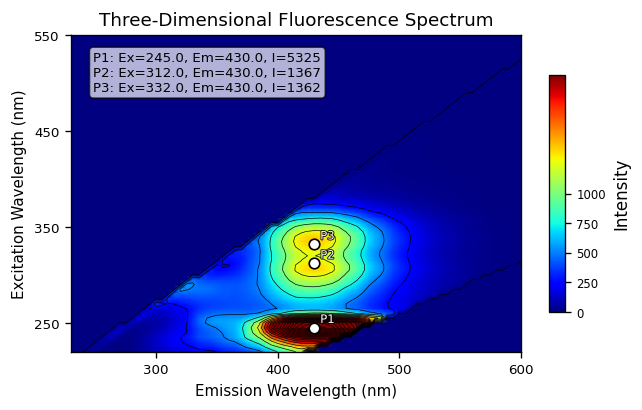 Three-Dimensional Fluorescence Spectrum
P1: Ex=245.0, Em=430.0, I=5325
P2: Ex=312.0, Em=430.0, I=1367
P3: Ex=332.0, Em=430.0, I=1362
550
450
350
250
Excitation Wavelength (nm)
P3
P2
P1
300
400
500
600
Emission Wavelength (nm)
1000
750
500
250
0
Intensity